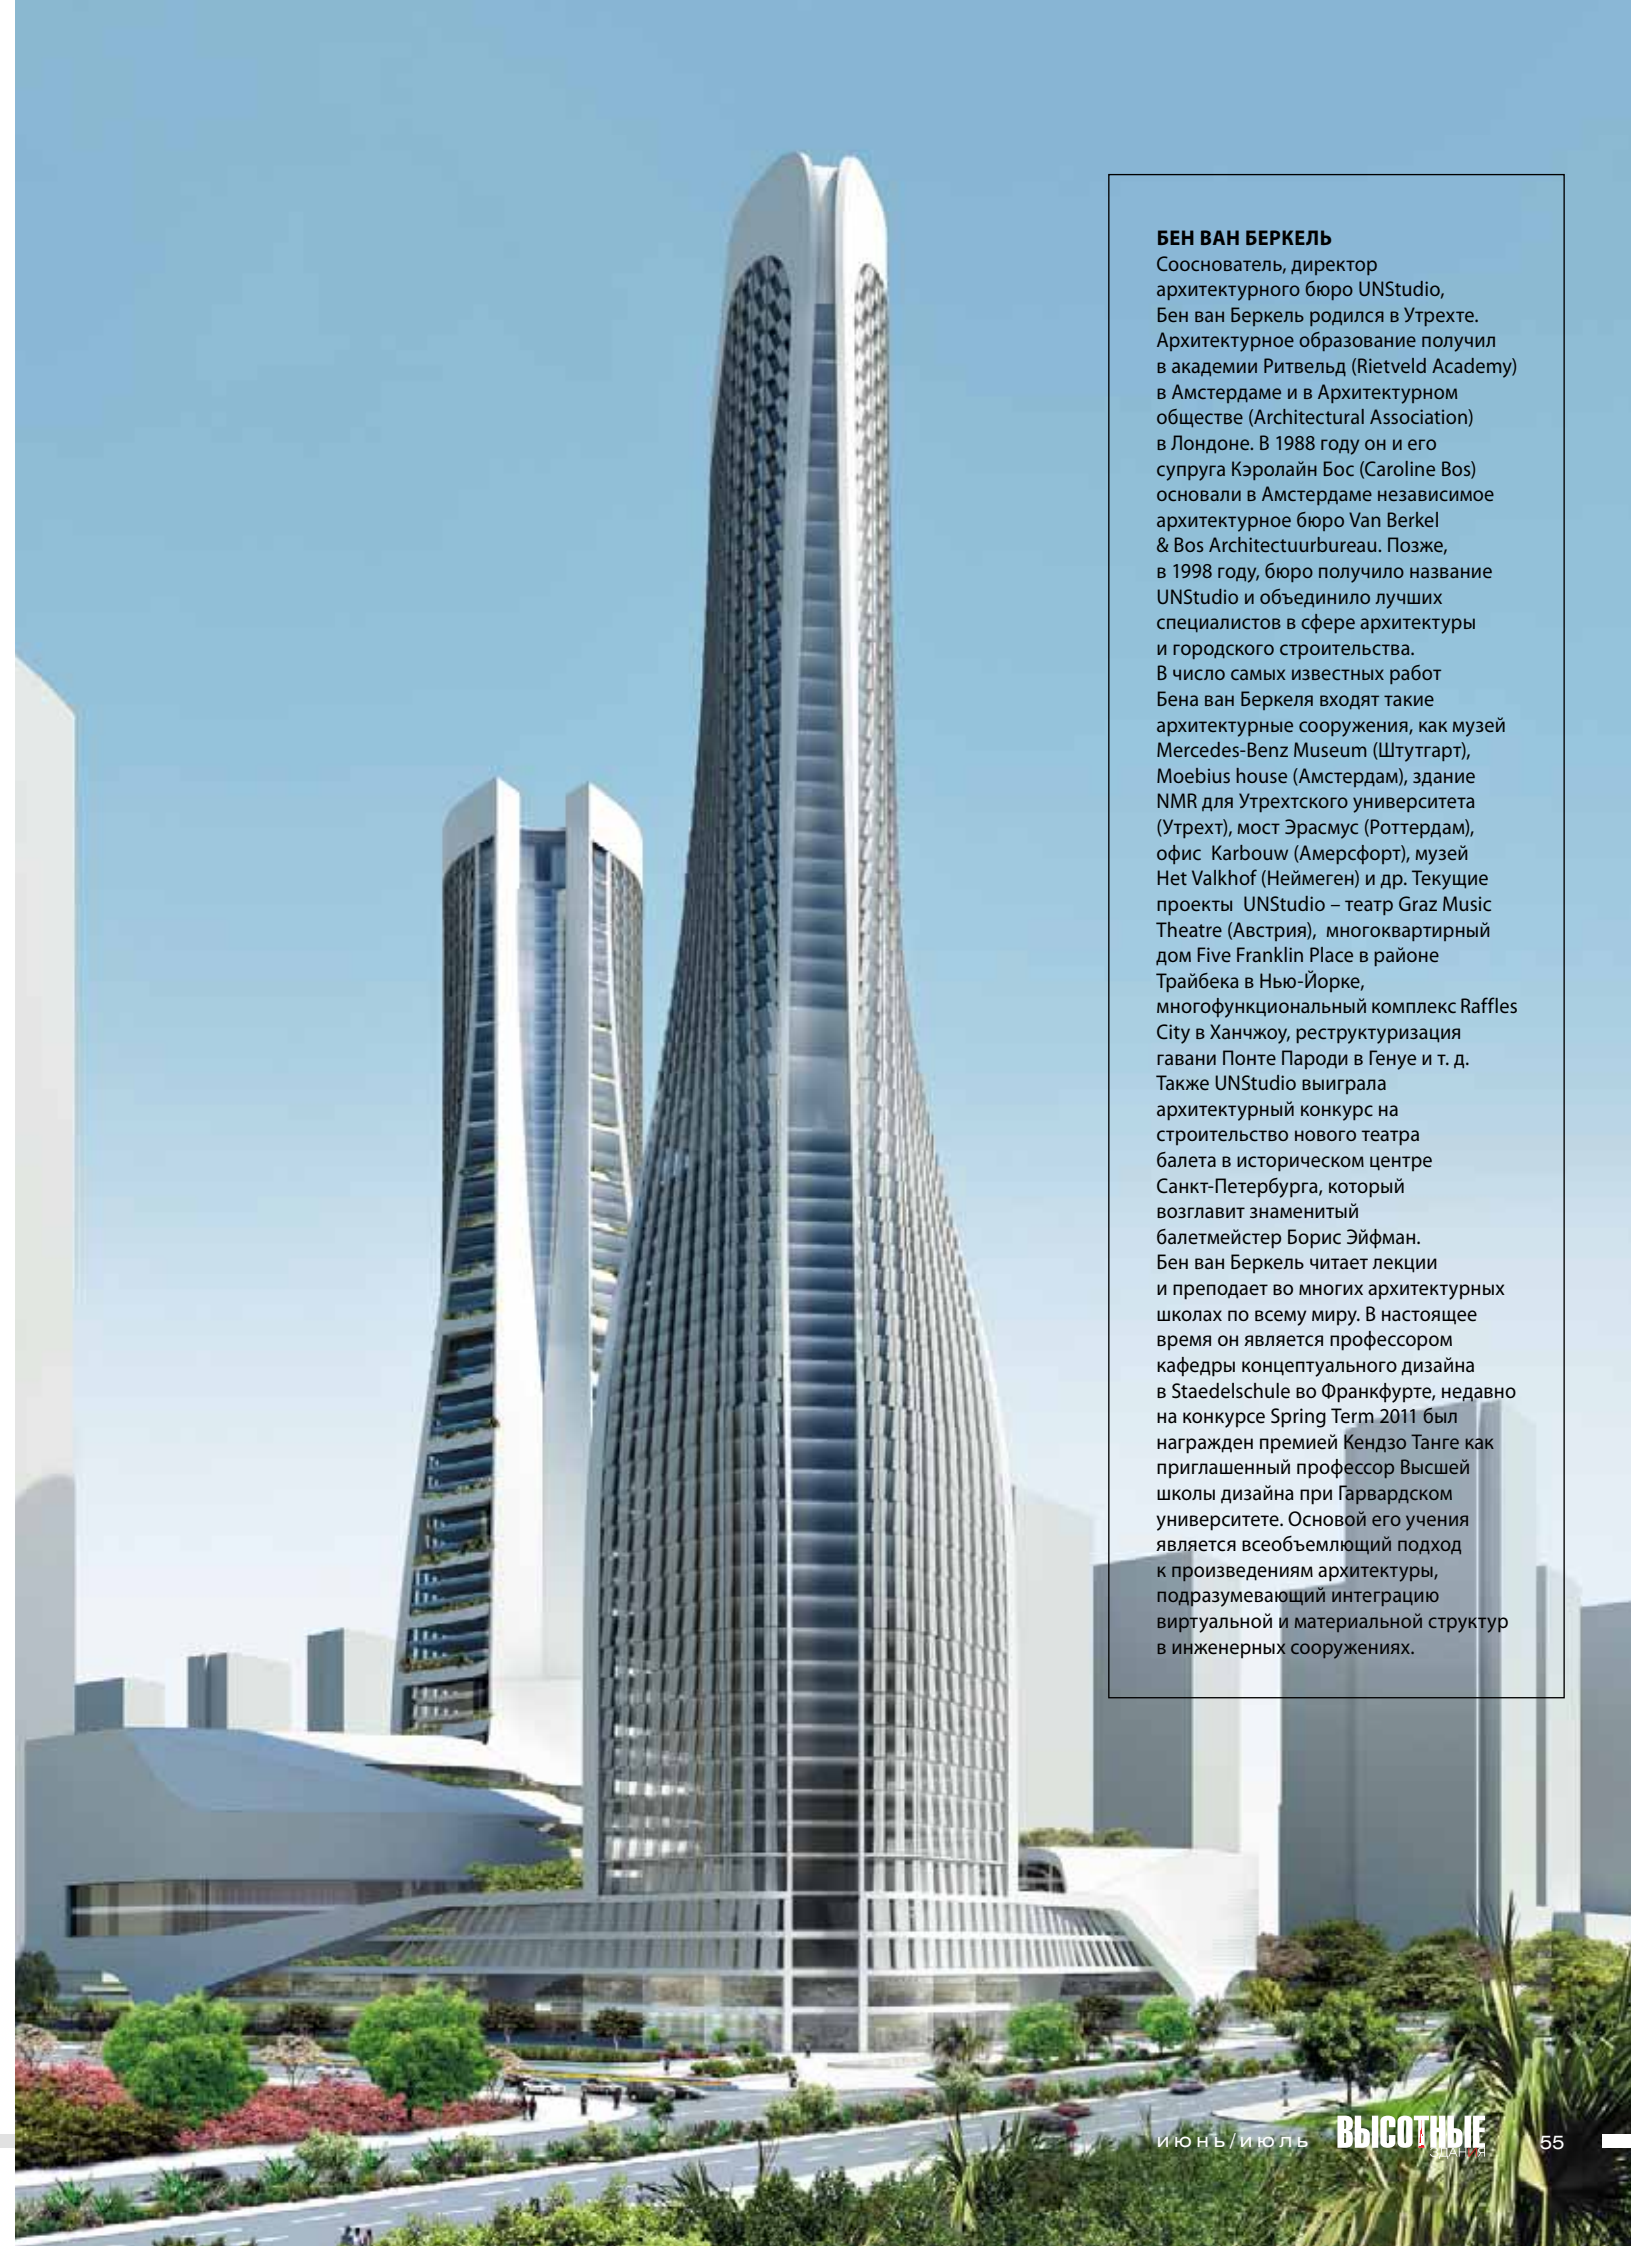 БЕН ВАН БЕРКЕЛЬ
Сооснователь, директор
архитектурного бюро UNStudio,
Бен ван Беркель родился в Утрехте.
Архитектурное образование получил
в академии Ритвельд (Rietveld Academy)
в Амстердаме и в Архитектурном
обществе (Architectural Association)
в Лондоне. В 1988 году он и его
супруга Кэролайн Бос (Caroline Bos)
основали в Амстердаме независимое
архитектурное бюро Van Berkel
& Bos Architectuurbureau. Позже,
в 1998 году, бюро получило название
UNStudio и объединило лучших
специалистов в сфере архитектуры
и городского строительства.
В число самых известных работ
Бена ван Беркеля входят такие
архитектурные сооружения, как музей
Mercedes-Benz Museum (Штутгарт),
Moebius house (Амстердам), здание
NMR для Утрехтского университета
(Утрехт), мост Эрасмус (Роттердам),
офис Karbouw (Амерсфорт), музей
Het Valkhof (Неймеген) и др. Текущие
проекты UNStudio – театр Graz Music
Theatre (Австрия), многоквартирный
дом Five Franklin Place в районе
Трайбека в Нью-Йорке,
многофункциональный комплекс Raffles
City в Ханчжоу, реструктуризация
гавани Понте Пароди в Генуе и т. д.
Также UNStudio выиграла
архитектурный конкурс на
строительство нового театра
балета в историческом центре
Санкт-Петербурга, который
возглавит знаменитый
балетмейстер Борис Эйфман.
Бен ван Беркель читает лекции
и преподает во многих архитектурных
школах по всему миру. В настоящее
время он является профессором
кафедры концептуального дизайна
в Staedelschule во Франкфурте, недавно
на конкурсе Spring Term 2011 был
награжден премией Кендзо Танге как
приглашенный профессор Высшей
школы дизайна при Гарвардском
университете. Основой его учения
является всеобъемлющий подход
к произведениям архитектуры,
подразумевающий интеграцию
виртуальной и материальной структур
в инженерных сооружениях.
июнь/июль ВЫСОТНЫЕ 55
ЗДАНИЯ